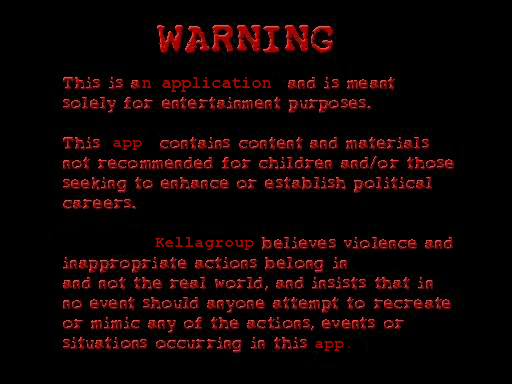 WARNING
This is an application and is meant
solely for entertainment purposes.
This app contains content and materials
not recommended for children and/or those
seeking to enhance or establish political
careers.
Kellagroup believes violence and
inappropriate actions belong in
and not the real world, and insists that in
no event should anyone attempt to recreate
or mimic any of the actions, events or
situations occurring in this app.